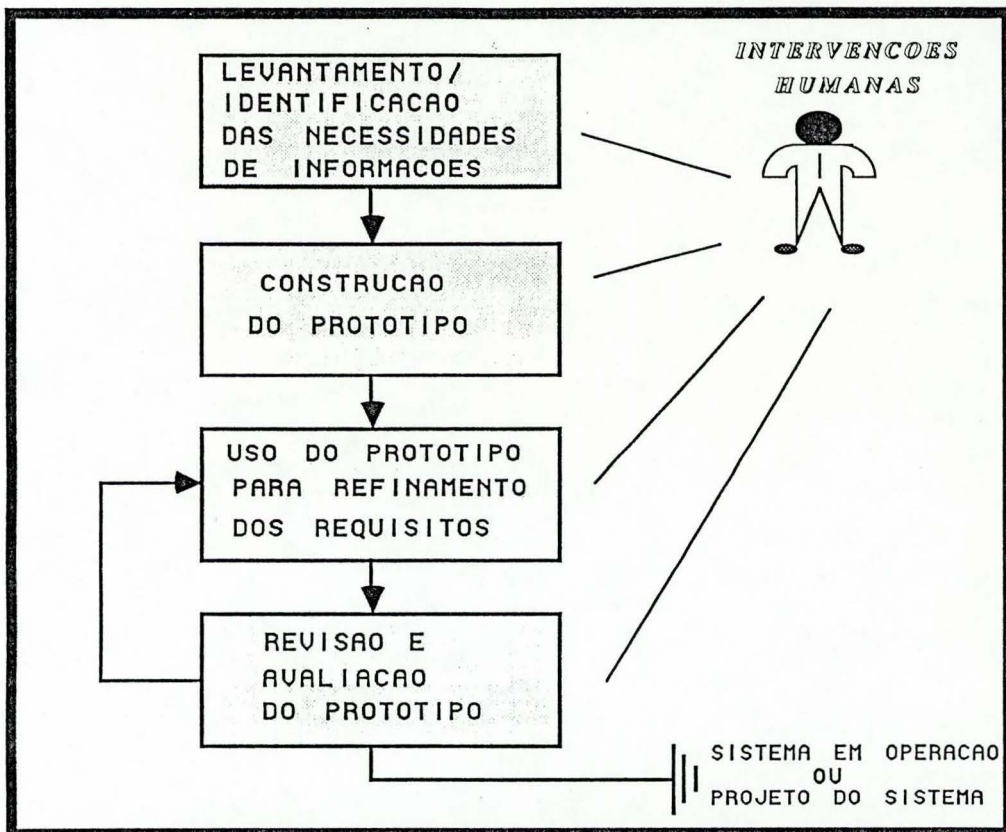 LEVANTAMENTO/
IDENTIFICACAO
DAS NECESSIDADES
DE INFORMACOES
INTERVENCOES
HUMANAS
CONSTRUCAO
DO PROTOTIPO
USO DO PROTOTIPO
PARA REFINAMENTO
DOS REQUISITOS
REVISAO E
AVALIACAO
DO PROTOTIPO
SISTEMA EM OPERACAO
OU
PROJETO DO SISTEMA